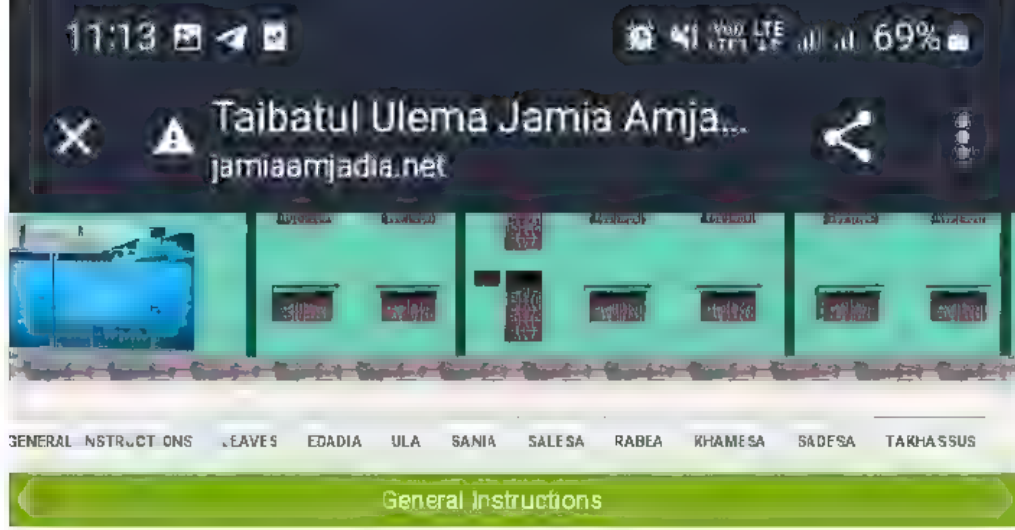 11:13 69%
Taibatul Ulema Jamia Amja...
jamiaamjadia.net
GENERAL INSTRUCTIONS LEAVES EDADIA ULA SANIA SALESA RABEA KHAMESA SADESA TAKHASSUS
General Instructions